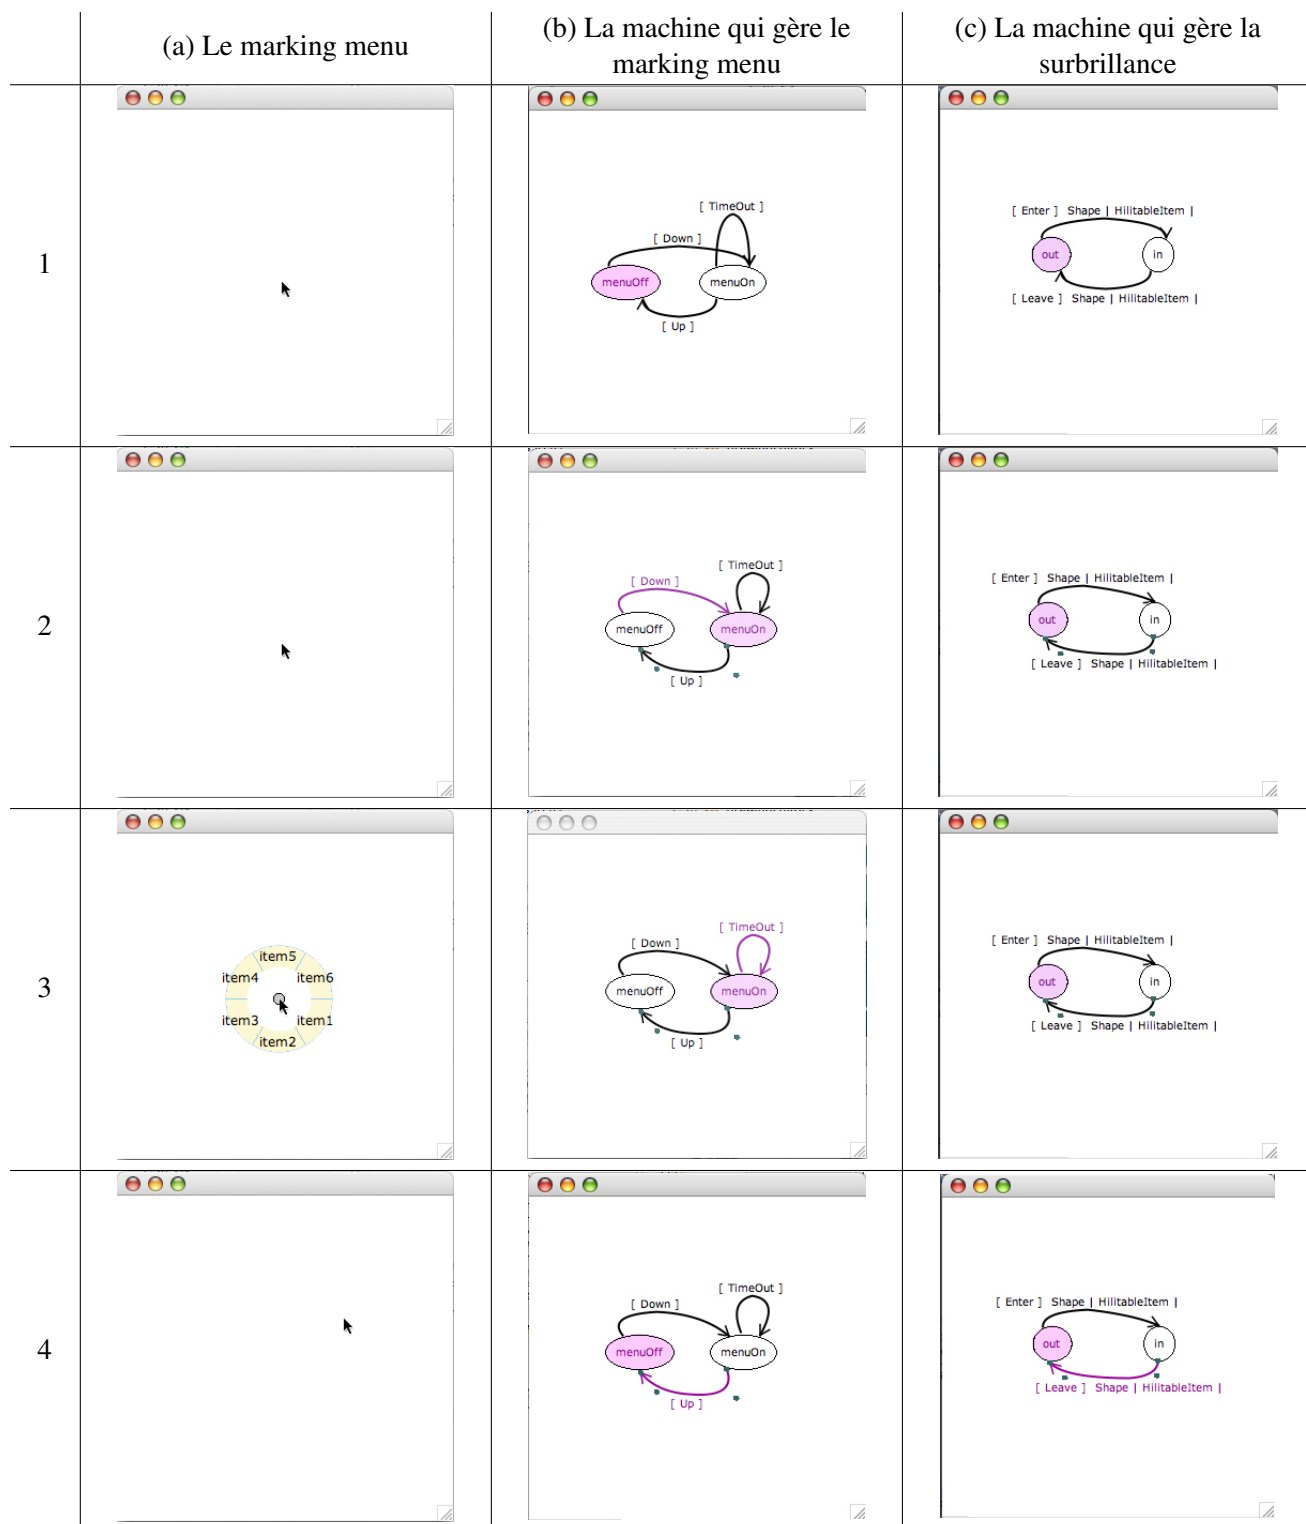 (a) Le marking menu
(b) La machine qui gère le
marking menu
(c) La machine qui gère la
surbrillance
1
[ TimeOut ]
[ Down ]
menuOff
menuOn
[ Up ]
[ Enter ] Shape | HilitableItem |
out
in
[ Leave ] Shape | HilitableItem |
2
[ TimeOut ]
[ Down ]
menuOff
menuOn
[ Up ]
[ Enter ] Shape | HilitableItem |
out
in
[ Leave ] Shape | HilitableItem |
3
item5
item4
item6
item3
item1
item2
[ TimeOut ]
[ Down ]
menuOff
menuOn
[ Up ]
[ Enter ] Shape | HilitableItem |
out
in
[ Leave ] Shape | HilitableItem |
4
[ TimeOut ]
[ Down ]
menuOff
menuOn
[ Up ]
[ Enter ] Shape | HilitableItem |
out
in
[ Leave ] Shape | HilitableItem |